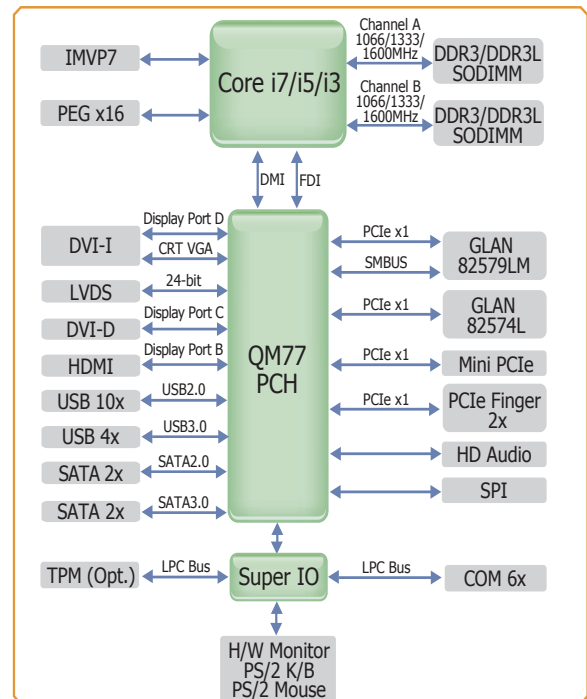 IMVP7
PEG x16
Core i7/i5/i3
Channel A
1066/1333/
1600MHz
DDR3/DDR3L
SODIMM
Channel B
1066/1333/
1600MHz
DDR3/DDR3L
SODIMM
DMI
FDI
DVI-I
Display Port D
CRT VGA
LVDS
24-bit
DVI-D
Display Port C
HDMI
Display Port B
USB 10x
USB2.0
USB 4x
USB3.0
SATA 2x
SATA2.0
SATA 2x
SATA3.0
QM77
PCH
PCIe x1
SMBUS
GLAN
82579LM
PCIe x1
GLAN
82574L
PCIe x1
Mini PCIe
PCIe x1
PCIe Finger
2x
HD Audio
SPI
TPM (Opt.)
LPC Bus
Super IO
LPC Bus
COM 6x
H/W Monitor
PS/2 K/B
PS/2 Mouse